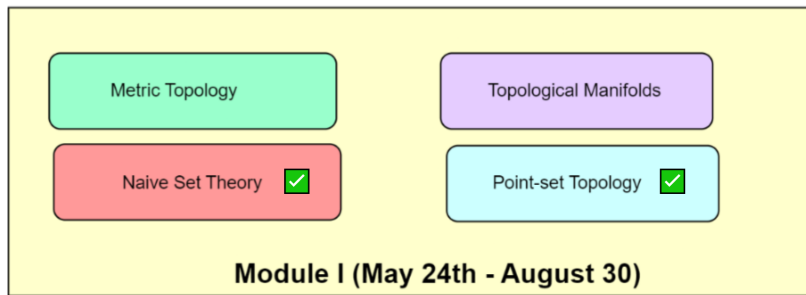 Metric Topology
Topological Manifolds
Naive Set Theory
Point-set Topology
Module I (May 24th - August 30)